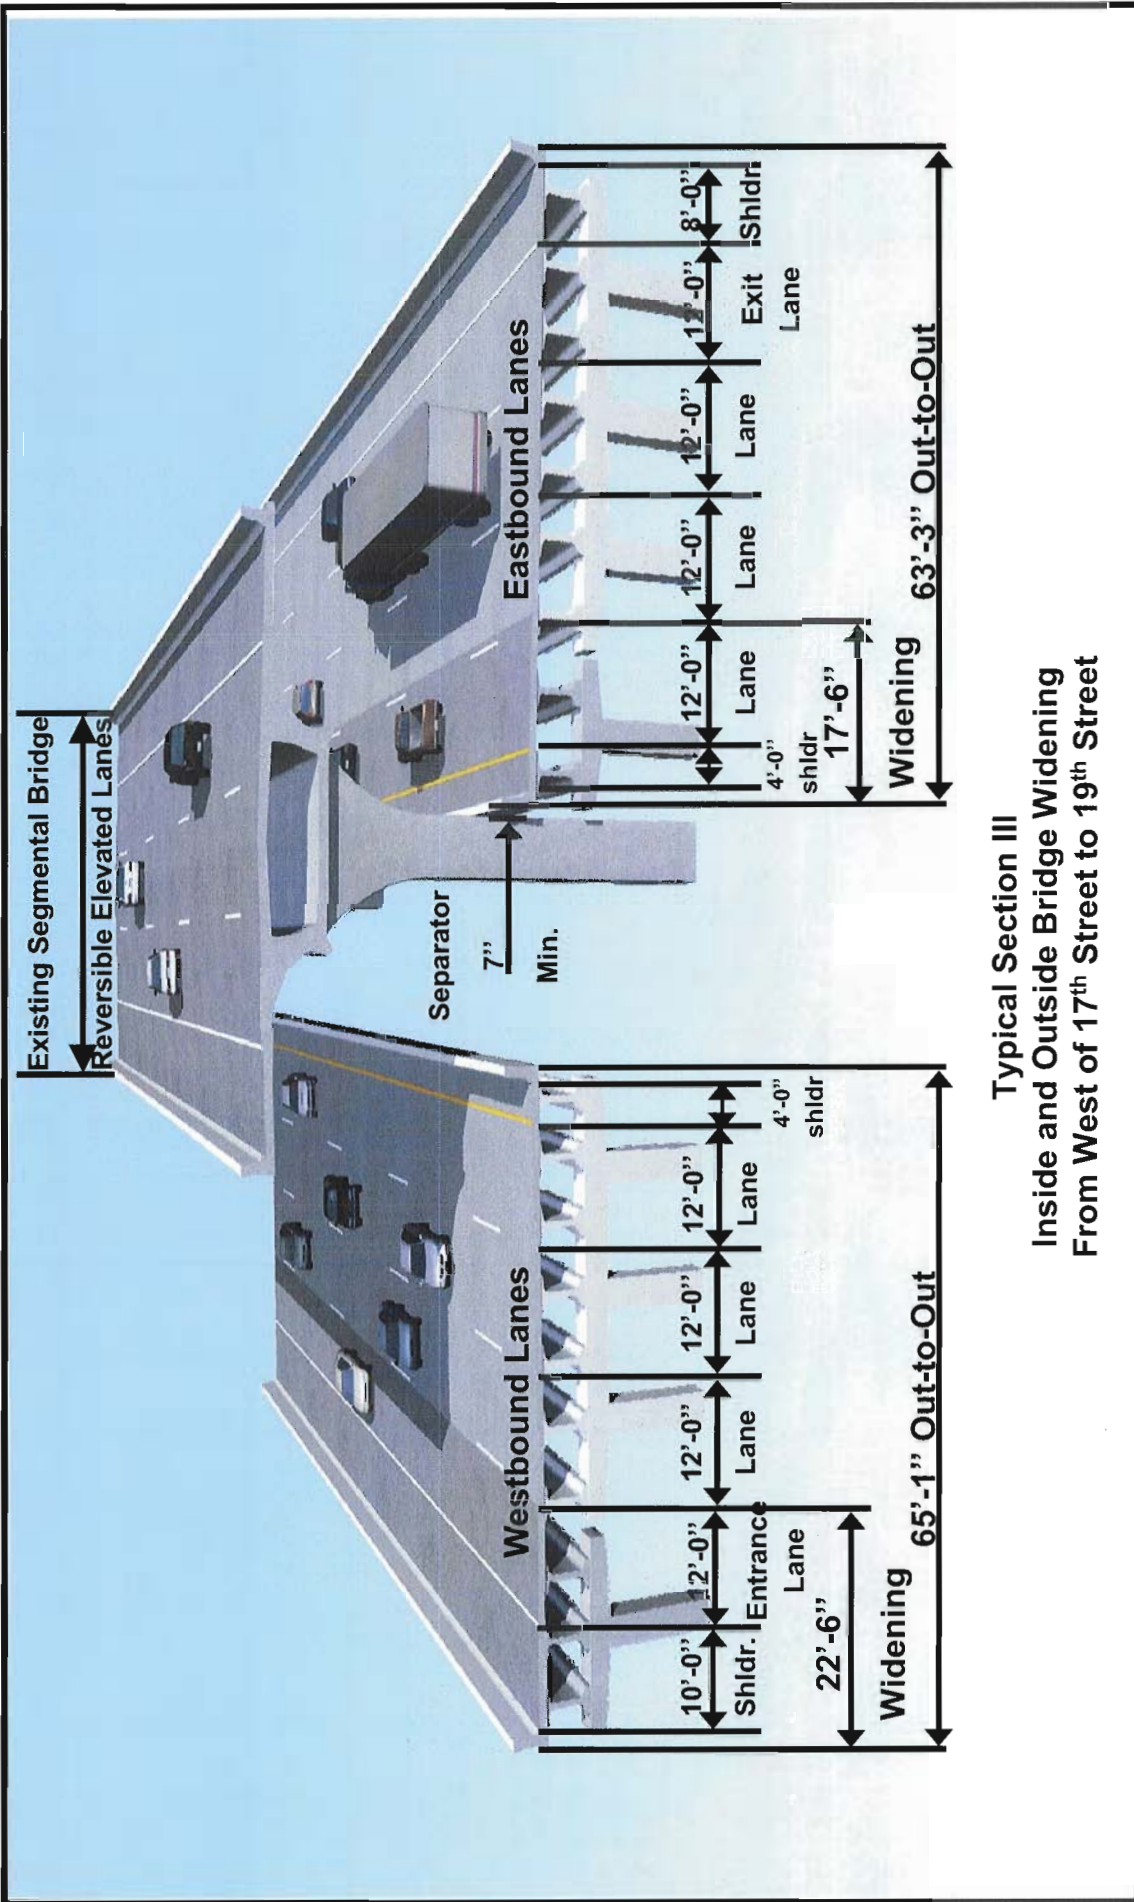 Existing Segmental Bridge
Reversible Elevated Lanes
Westbound Lanes
Eastbound Lanes
Separator
7”
Min.
10’-0”
Shldr.
12’-0”
Entrance
Lane
12’-0”
Lane
12’-0”
Lane
12’-0”
Lane
4’-0”
shldr
4’-0”
shldr
12’-0”
Lane
12’-0”
Lane
12’-0”
Lane
12’-0”
Exit
Lane
8’-0”
Shldr.
22’-6”
Widening
17’-6”
Widening
65’-1” Out-to-Out
63’-3” Out-to-Out
Typical Section III
Inside and Outside Bridge Widening
From West of 17th Street to 19th Street